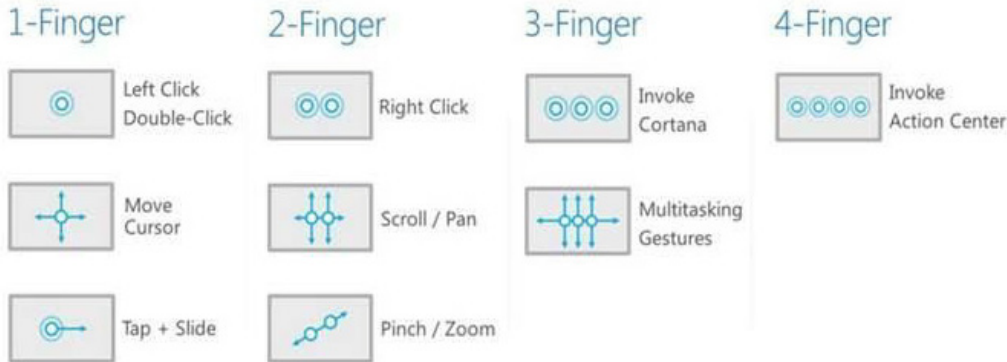 1-Finger
2-Finger
3-Finger
4-Finger
Left Click
Double-Click
Right Click
Invoke
Cortana
Invoke
Action Center
Move
Cursor
Scroll / Pan
Multitasking
Gestures
Tap + Slide
Pinch / Zoom